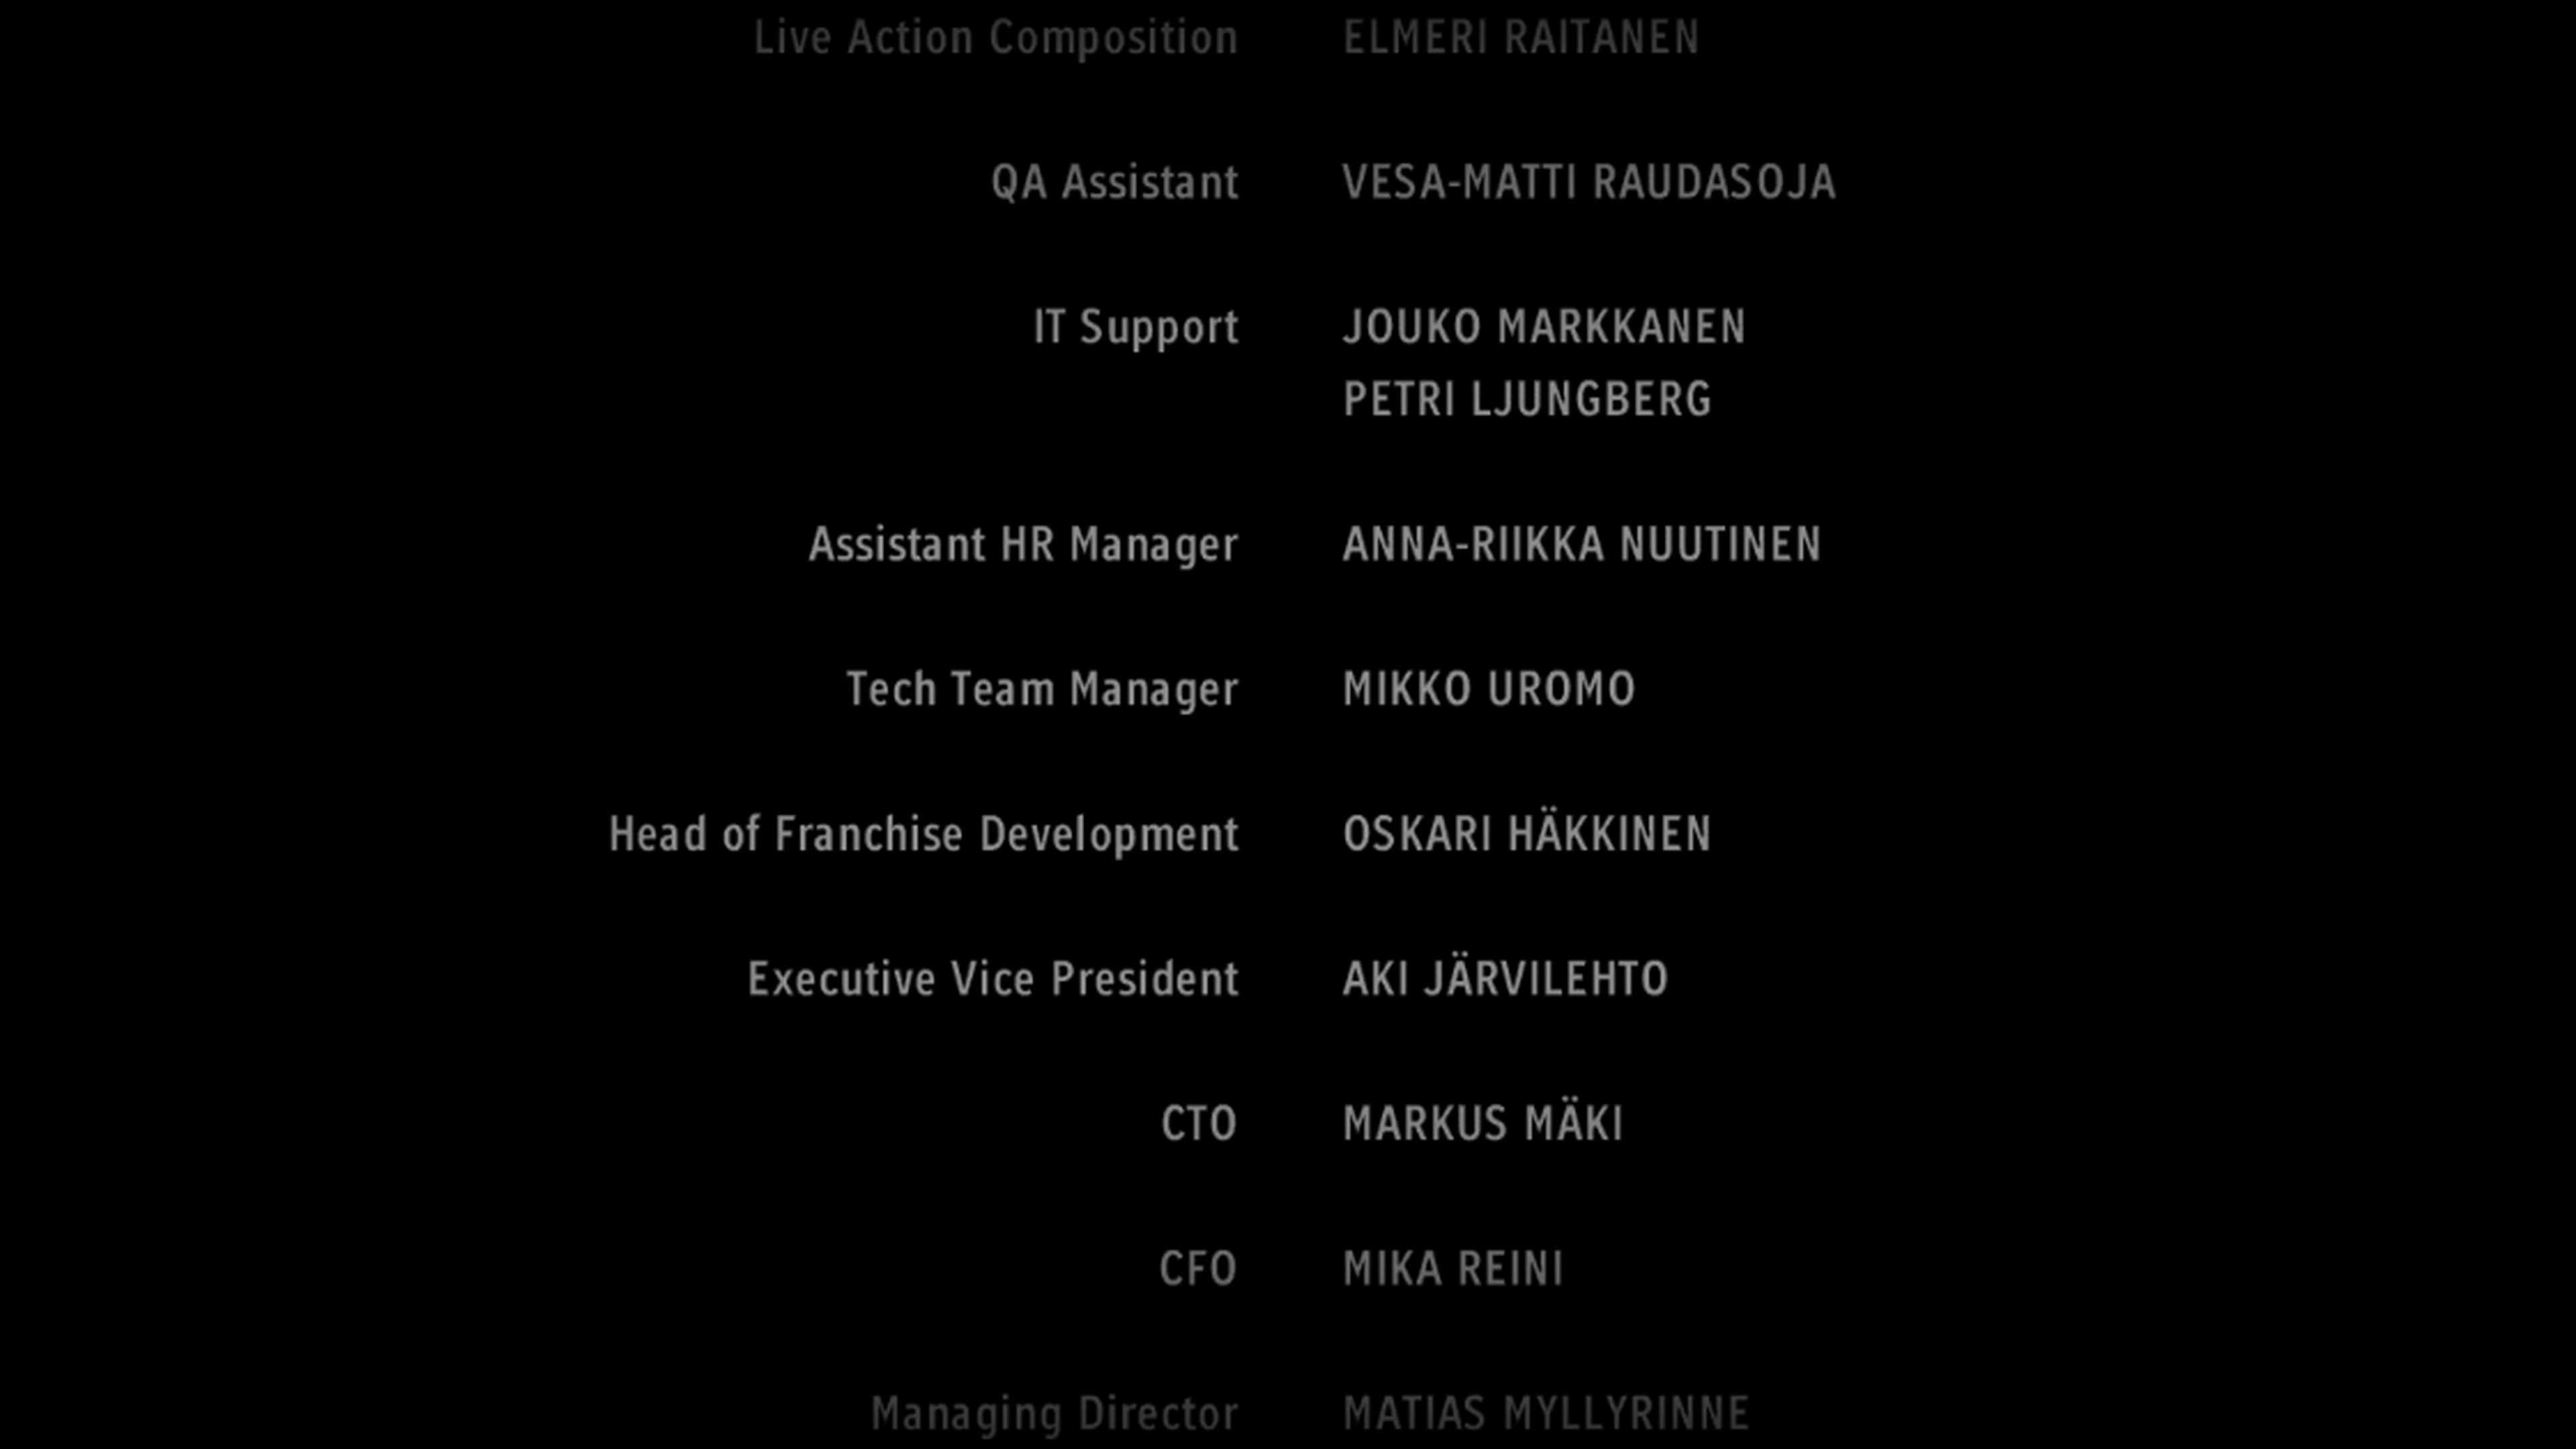 Live Action Composition ELMERI RAITANEN
QA Assistant VESA-MATTI RAUDASOJA
IT Support JOUKO MARKKANEN
PETRI LJUNGBERG
Assistant HR Manager ANNA-RIIKKA NUUTINEN
Tech Team Manager MIKKO UROMO
Head of Franchise Development OSKARI HÄKKINEN
Executive Vice President AKI JÄRVILEHTO
CTO MARKUS MÄKI
CFO MIKA REINI
Managing Director MATIAS MYLLYRINNE